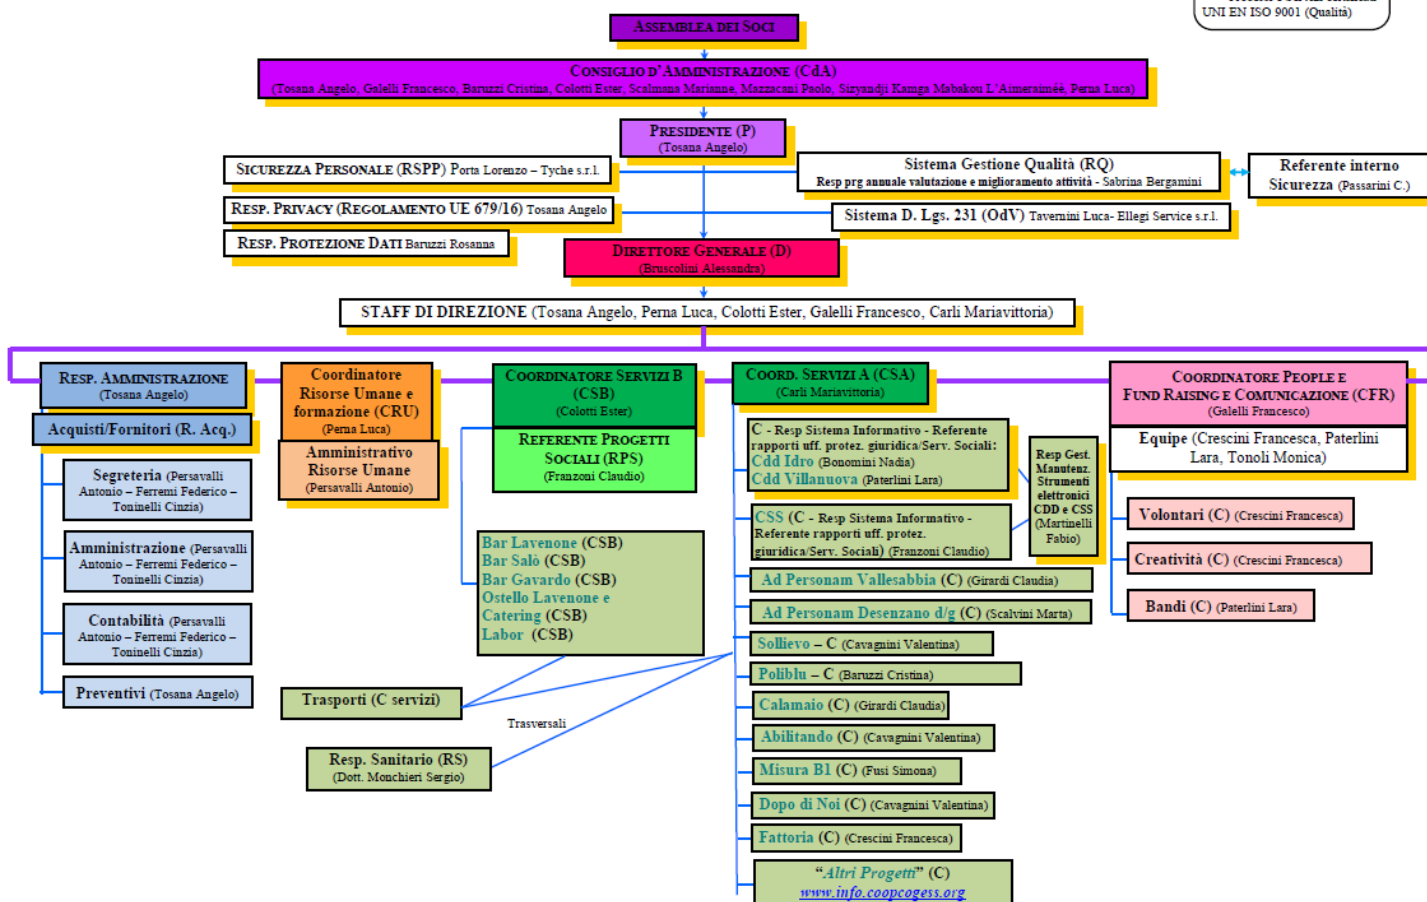 UNI EN ISO 9001 (Qualità)
ASSEMBLEA DEI SOCI
CONSIGLIO D'AMMINISTRAZIONE (CdA)
(Tosana Angelo, Galelli Francesco, Baruzzi Cristina, Colotti Ester, Scalmana Marianne, Mazzacani Paolo, Sizyandji Kamga Mabakou L'Aimeraiméé, Perna Luca)
PRESIDENTE (P)
(Tosana Angelo)
SICUREZZA PERSONALE (RSPP) Porta Lorenzo – Tyche s.r.l.
Sistema Gestione Qualità (RQ)
Resp prg annuale valutazione e miglioramento attività - Sabrina Bergamini
Referente interno
Sicurezza (Passarini C.)
RESP. PRIVACY (REGOLAMENTO UE 679/16) Tosana Angelo
Sistema D. Lgs. 231 (OdV) Tavernini Luca- Ellegi Service s.r.l.
RESP. PROTEZIONE DATI Baruzzi Rosanna
DIRETTORE GENERALE (D)
(Bruscolini Alessandra)
STAFF DI DIREZIONE (Tosana Angelo, Perna Luca, Colotti Ester, Galelli Francesco, Carli Mariavittoria)
RESP. AMMINISTRAZIONE
(Tosana Angelo)
Acquisti/Fornitori (R. Acq.)
Segreteria (Persavalli
Antonio – Ferremi Federico –
Toninelli Cinzia)
Amministrazione (Persavalli
Antonio – Ferremi Federico –
Toninelli Cinzia)
Contabilità (Persavalli
Antonio – Ferremi Federico –
Toninelli Cinzia)
Preventivi (Tosana Angelo)
Coordinatore
Risorse Umane e
formazione (CRU)
(Perna Luca)
Amministrativo
Risorse Umane
(Persavalli Antonio)
COORDINATORE SERVIZI B
(CSB)
(Colotti Ester)
REFERENTE PROGETTI
SOCIALI (RPS)
(Franzoni Claudio)
Bar Lavenone (CSB)
Bar Salò (CSB)
Bar Gavardo (CSB)
Ostello Lavenone e
Catering (CSB)
Labor (CSB)
Trasporti (C servizi)
Trasversali
Resp. Sanitario (RS)
(Dott. Monchieri Sergio)
COORD. SERVIZI A (CSA)
(Carli Mariavittoria)
C - Resp Sistema Informativo - Referente
rapporti uff. protez. giuridica/Serv. Sociali:
Cdd Idro (Bonomini Nadia)
Cdd Villanuova (Paterlini Lara)
CSS (C - Resp Sistema Informativo -
Referente rapporti uff. protez.
giuridica/Serv. Sociali) (Franzoni Claudio)
Resp Gest.
Manutenz.
Strumenti
elettronici
CDD e CSS
(Martinelli
Fabio)
Ad Personam Vallesabbia (C) (Girardi Claudia)
Ad Personam Desenzano d/g (C) (Scalvini Marta)
Sollievo – C (Cavagnini Valentina)
Poliblu – C (Baruzzi Cristina)
Calamaio (C) (Girardi Claudia)
Abilitando (C) (Cavagnini Valentina)
Misura B1 (C) (Fusi Simona)
Dopo di Noi (C) (Cavagnini Valentina)
Fattoria (C) (Crescini Francesca)
“Altri Progetti” (C)
www.info.coopcogess.org
COORDINATORE PEOPLE E
FUND RAISING E COMUNICAZIONE (CFR)
(Galelli Francesco)
Equipe (Crescini Francesca, Paterlini
Lara, Tonoli Monica)
Volontari (C) (Crescini Francesca)
Creatività (C) (Crescini Francesca)
Bandi (C) (Paterlini Lara)